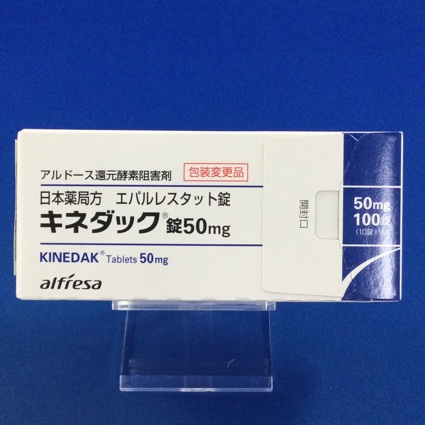 アルドース還元酵素阻害剤
包装変更品
日本薬局方 エパルレスタット錠
キネダック®錠50mg
KINEDAK® Tablets 50mg
alfresa
開封口
50mg
100錠